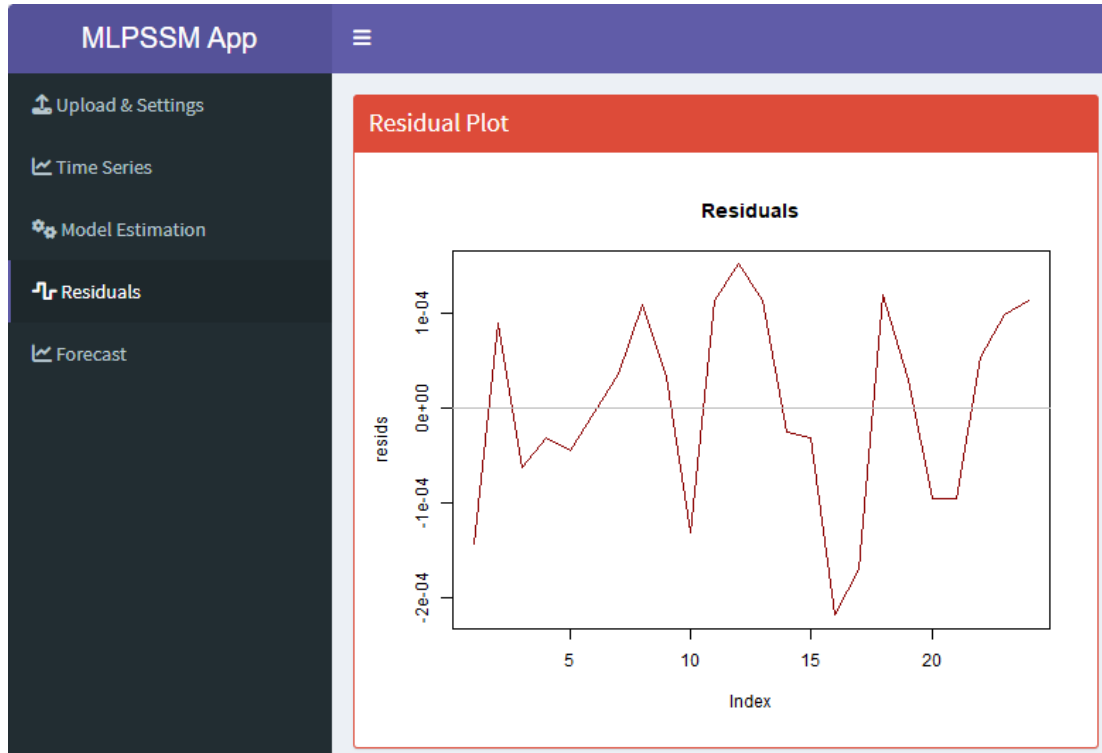 MLPSSM App
Upload & Settings
Time Series
Model Estimation
Residuals
Forecast
Residual Plot
Residuals
1e-04
0e+00
-1e-04
-2e-04
resids
5 10 15 20
Index